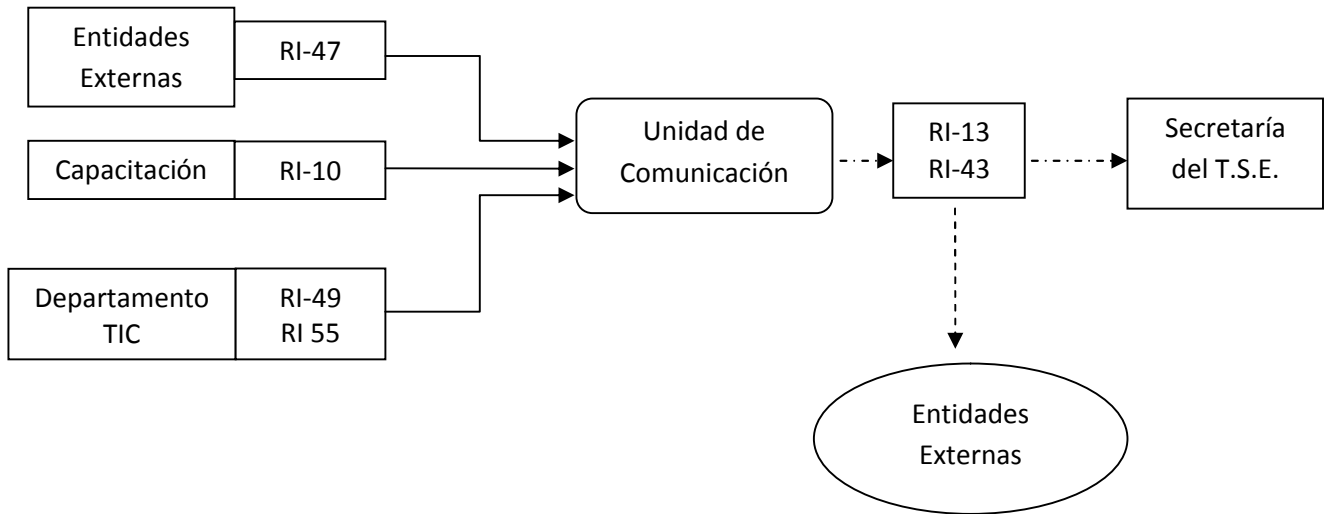 Entidades
Externas
RI-47
Capacitación
RI-10
Departamento
TIC
RI-49
RI 55
Unidad de
Comunicación
RI-13
RI-43
Secretaría
del T.S.E.
Entidades
Externas